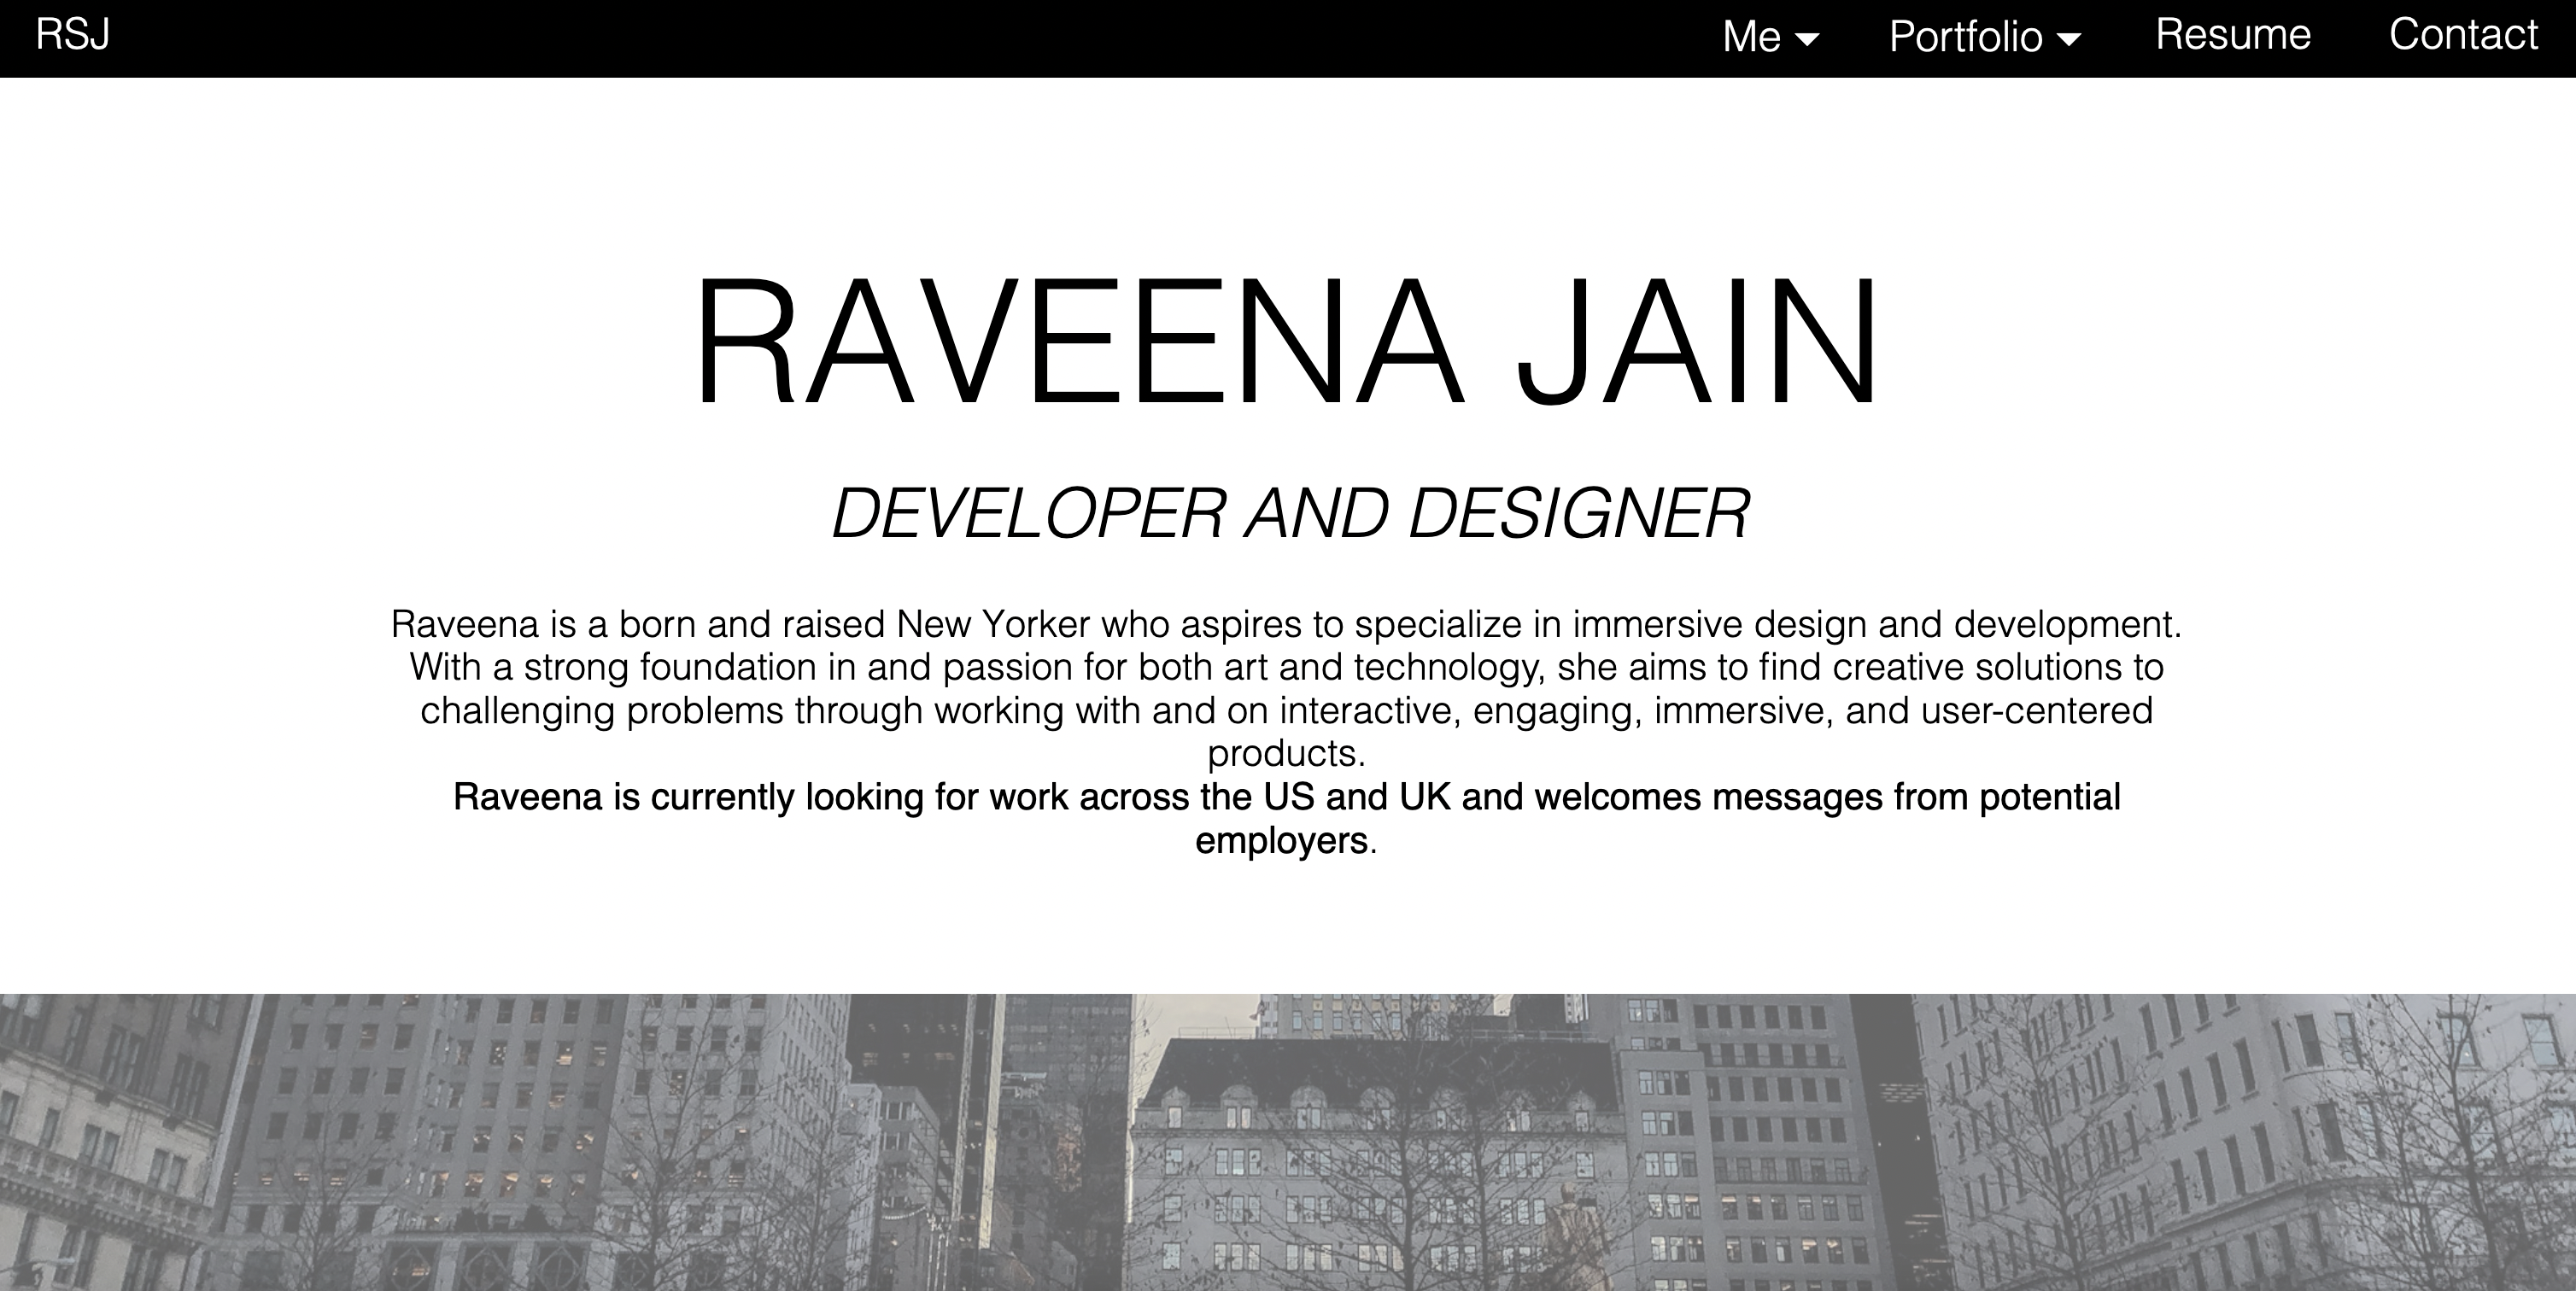 RSJ
Me
Portfolio
Resume
Contact
RAVEENA JAIN
DEVELOPER AND DESIGNER
Raveena is a born and raised New Yorker who aspires to specialize in immersive design and development.
With a strong foundation in and passion for both art and technology, she aims to find creative solutions to
challenging problems through working with and on interactive, engaging, immersive, and user-centered
products.
Raveena is currently looking for work across the US and UK and welcomes messages from potential
employers.